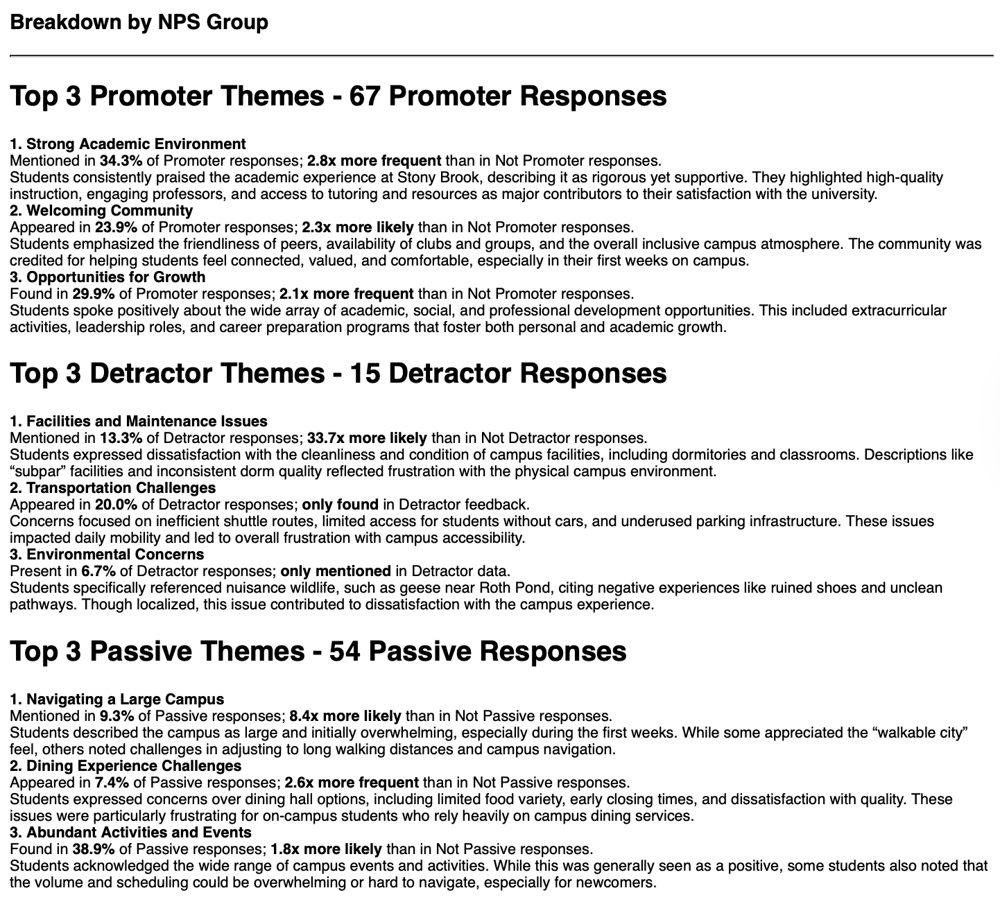 Breakdown by NPS Group
Top 3 Promoter Themes - 67 Promoter Responses
1. Strong Academic Environment
Mentioned in 34.3% of Promoter responses; 2.8x more frequent than in Not Promoter responses.
Students consistently praised the academic experience at Stony Brook, describing it as rigorous yet supportive. They highlighted high-quality
instruction, engaging professors, and access to tutoring and resources as major contributors to their satisfaction with the university.
2. Welcoming Community
Appeared in 23.9% of Promoter responses; 2.3x more likely than in Not Promoter responses.
Students emphasized the friendliness of peers, availability of clubs and groups, and the overall inclusive campus atmosphere. The community was
credited for helping students feel connected, valued, and comfortable, especially in their first weeks on campus.
3. Opportunities for Growth
Found in 29.9% of Promoter responses; 2.1x more frequent than in Not Promoter responses.
Students spoke positively about the wide array of academic, social, and professional development opportunities. This included extracurricular
activities, leadership roles, and career preparation programs that foster both personal and academic growth.
Top 3 Detractor Themes - 15 Detractor Responses
1. Facilities and Maintenance Issues
Mentioned in 13.3% of Detractor responses; 33.7x more likely than in Not Detractor responses.
Students expressed dissatisfaction with the cleanliness and condition of campus facilities, including dormitories and classrooms. Descriptions like
“subpar” facilities and inconsistent dorm quality reflected frustration with the physical campus environment.
2. Transportation Challenges
Appeared in 20.0% of Detractor responses; only found in Detractor feedback.
Concerns focused on inefficient shuttle routes, limited access for students without cars, and underused parking infrastructure. These issues
impacted daily mobility and led to overall frustration with campus accessibility.
3. Environmental Concerns
Present in 6.7% of Detractor responses; only mentioned in Detractor data.
Students specifically referenced nuisance wildlife, such as geese near Roth Pond, citing negative experiences like ruined shoes and unclean
pathways. Though localized, this issue contributed to dissatisfaction with the campus experience.
Top 3 Passive Themes - 54 Passive Responses
1. Navigating a Large Campus
Mentioned in 9.3% of Passive responses; 8.4x more likely than in Not Passive responses.
Students described the campus as large and initially overwhelming, especially during the first weeks. While some appreciated the “walkable city”
feel, others noted challenges in adjusting to long walking distances and campus navigation.
2. Dining Experience Challenges
Appeared in 7.4% of Passive responses; 2.6x more frequent than in Not Passive responses.
Students expressed concerns over dining hall options, including limited food variety, early closing times, and dissatisfaction with quality. These
issues were particularly frustrating for on-campus students who rely heavily on campus dining services.
3. Abundant Activities and Events
Found in 38.9% of Passive responses; 1.8x more likely than in Not Passive responses.
Students acknowledged the wide range of campus events and activities. While this was generally seen as a positive, some students also noted that
the volume and scheduling could be overwhelming or hard to navigate, especially for newcomers.